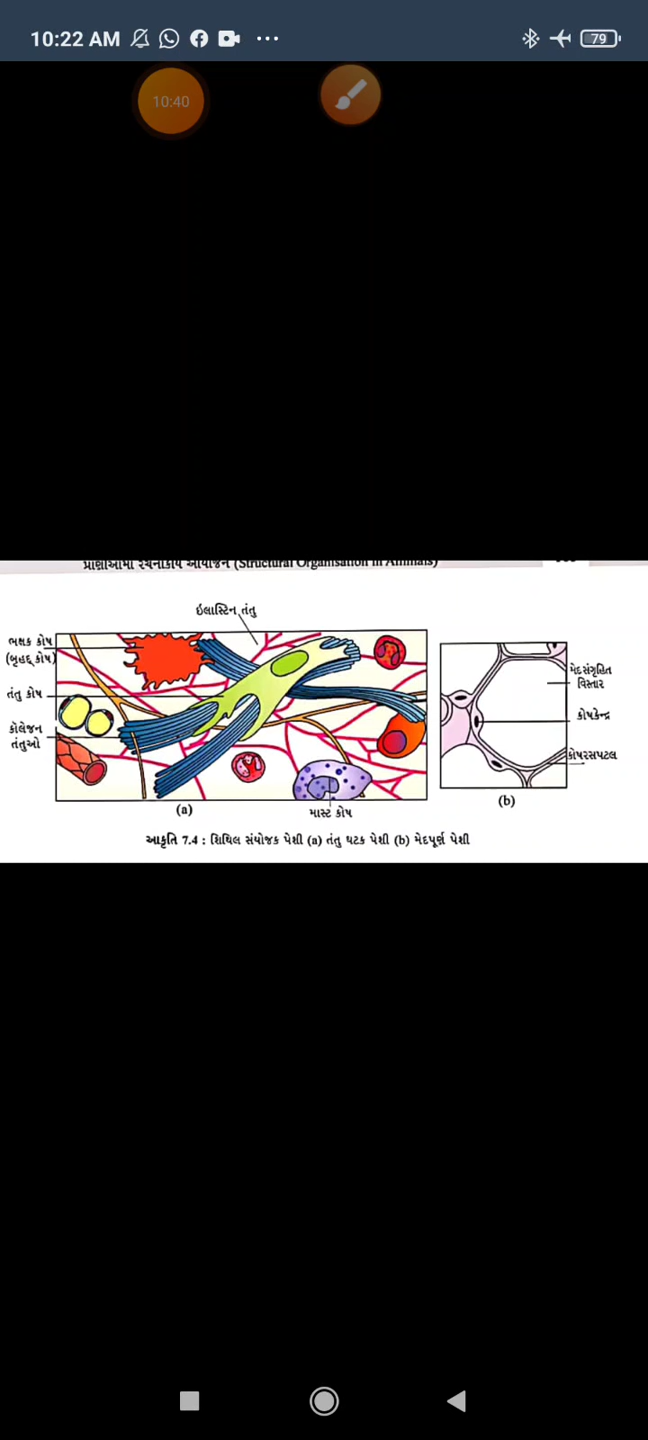 10:22 AM
79
10:40
પ્રાણીઓમાં રચનાકીય આયોજન (Structural Organisation in Animals)
ઇલાસ્ટિન તંતુ
ભક્ષક કોષ
(બૃહદ્ કોષ)
તંતુ કોષ
કૉલેજન
તંતુઓ
માસ્ટ કોષ
(a)
મેદસંગૃહિત
વિસ્તાર
કોષકેન્દ્ર
કોષરસપટલ
(b)
આકૃતિ 7.4 : શિથિલ સંયોજક પેશી (a) તંતુ ઘટક પેશી (b) મેદપૂર્ણ પેશી